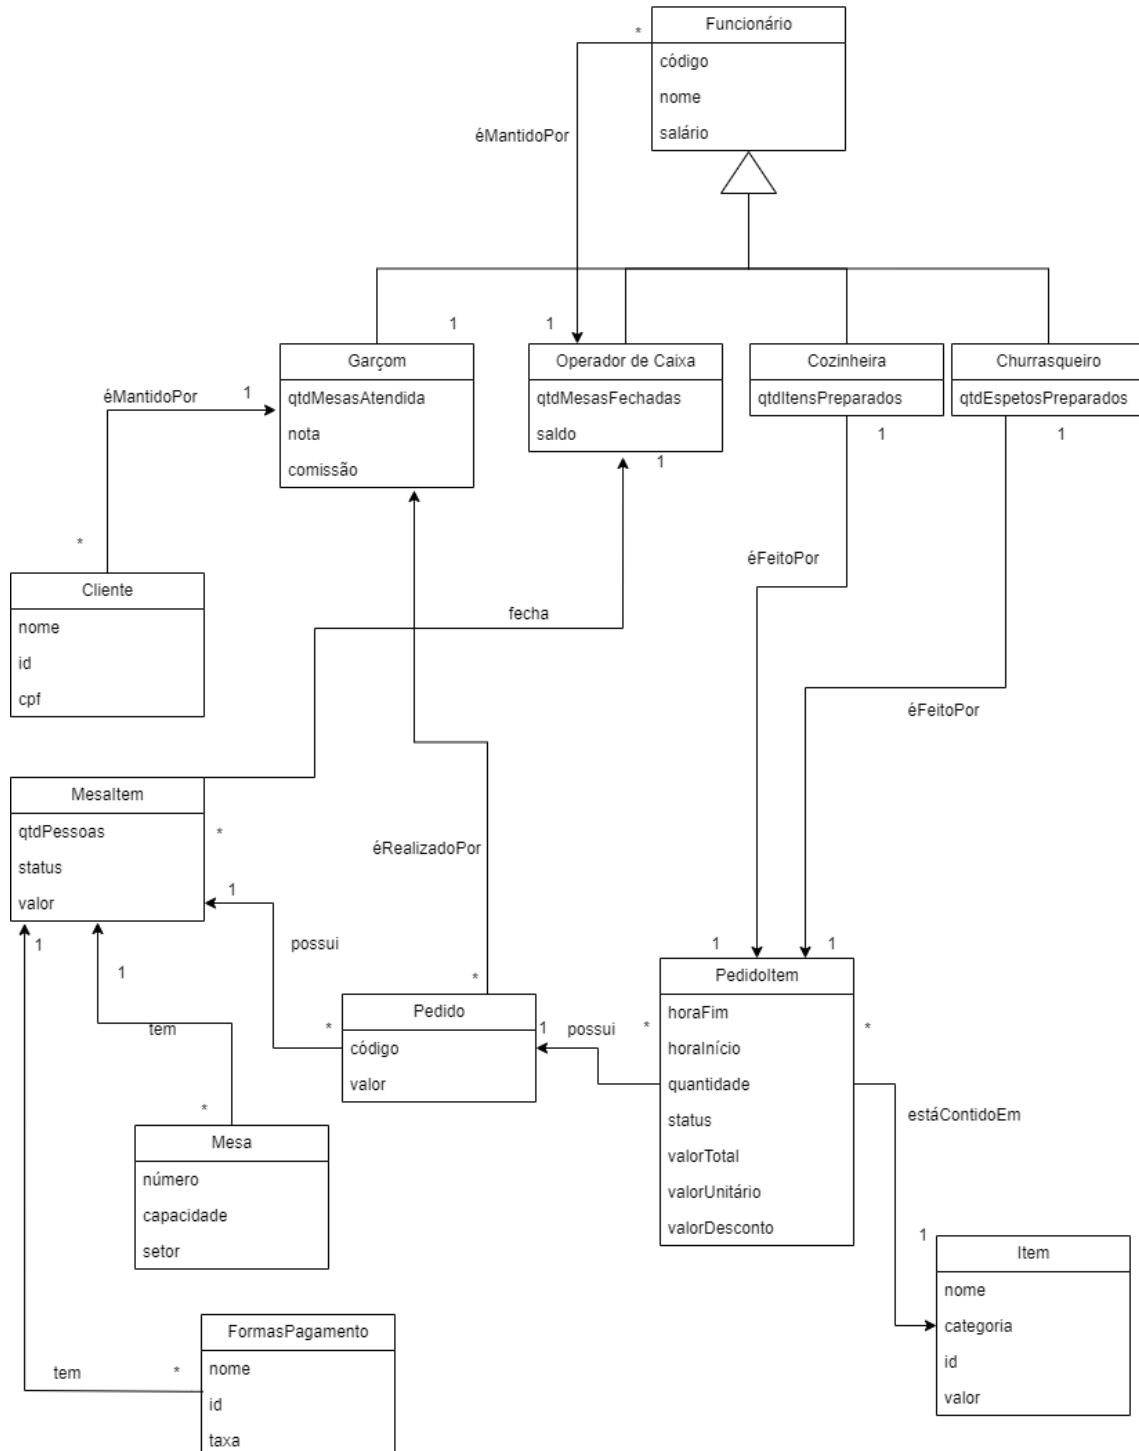 Funcionário
*
código
nome
salário
éMantidoPor
1
1
Garçom
qtdMesasAtendida
nota
comissão
Operador de Caixa
qtdMesasFechadas
saldo
Cozinheira
qtdItensPreparados
Churrasqueiro
qtdEspetosPreparados
éMantidoPor
1
1
1
1
*
éFeitoPor
Cliente
nome
id
cpf
fecha
éFeitoPor
MesaItem
qtdPessoas
status
valor
*
éRealizadoPor
1
1
possui
1
1
1
*
tem
Pedido
código
valor
*
1
possui
*
PedidoItem
horaFim
horaInício
quantidade
status
valorTotal
valorUnitário
valorDesconto
*
estáContidoEm
*
Mesa
número
capacidade
setor
1
Item
nome
categoria
id
valor
FormasPagamento
nome
id
taxa
tem
*